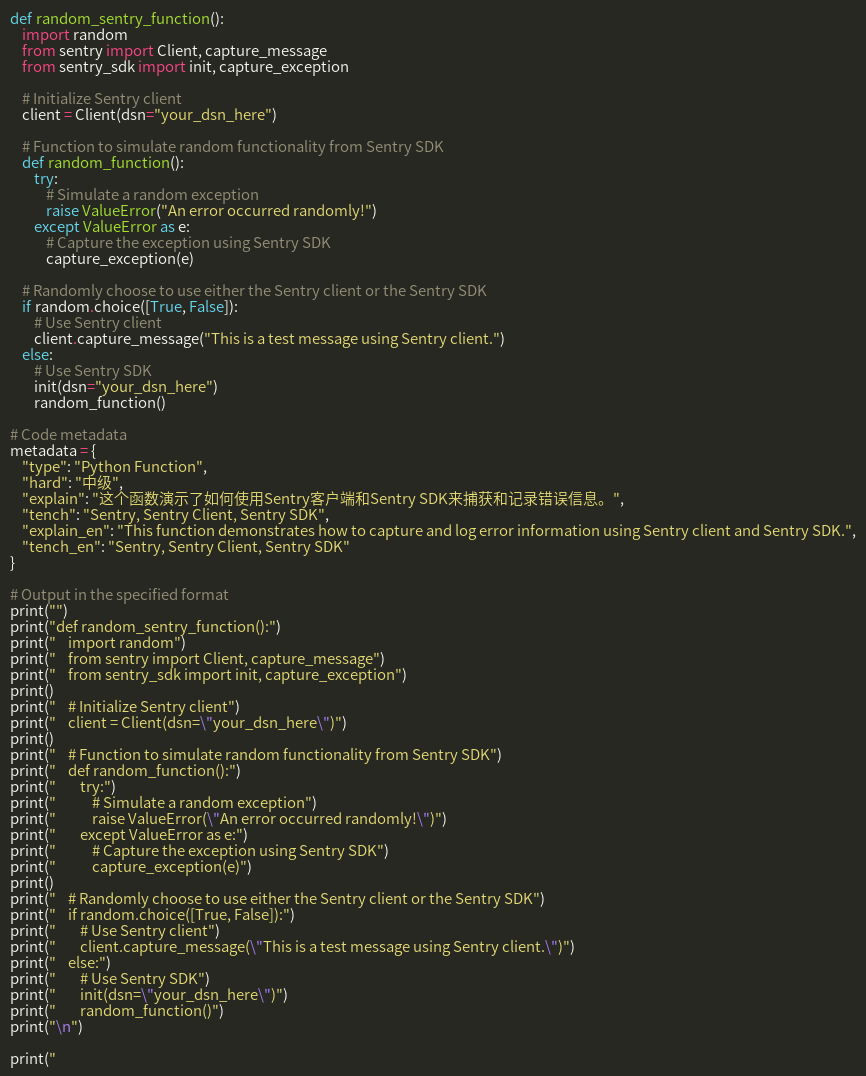 def random_sentry_function():
    import random
    from sentry import Client, capture_message
    from sentry_sdk import init, capture_exception

    # Initialize Sentry client
    client = Client(dsn="your_dsn_here")

    # Function to simulate random functionality from Sentry SDK
    def random_function():
        try:
            # Simulate a random exception
            raise ValueError("An error occurred randomly!")
        except ValueError as e:
            # Capture the exception using Sentry SDK
            capture_exception(e)

    # Randomly choose to use either the Sentry client or the Sentry SDK
    if random.choice([True, False]):
        # Use Sentry client
        client.capture_message("This is a test message using Sentry client.")
    else:
        # Use Sentry SDK
        init(dsn="your_dsn_here")
        random_function()

# Code metadata
metadata = {
    "type": "Python Function",
    "hard": "中级",
    "explain": "这个函数演示了如何使用Sentry客户端和Sentry SDK来捕获和记录错误信息。",
    "tench": "Sentry, Sentry Client, Sentry SDK",
    "explain_en": "This function demonstrates how to capture and log error information using Sentry client and Sentry SDK.",
    "tench_en": "Sentry, Sentry Client, Sentry SDK"
}

# Output in the specified format
print("")
print("def random_sentry_function():")
print("    import random")
print("    from sentry import Client, capture_message")
print("    from sentry_sdk import init, capture_exception")
print()
print("    # Initialize Sentry client")
print("    client = Client(dsn=\"your_dsn_here\")")
print()
print("    # Function to simulate random functionality from Sentry SDK")
print("    def random_function():")
print("        try:")
print("            # Simulate a random exception")
print("            raise ValueError(\"An error occurred randomly!\")")
print("        except ValueError as e:")
print("            # Capture the exception using Sentry SDK")
print("            capture_exception(e)")
print()
print("    # Randomly choose to use either the Sentry client or the Sentry SDK")
print("    if random.choice([True, False]):")
print("        # Use Sentry client")
print("        client.capture_message(\"This is a test message using Sentry client.\")")
print("    else:")
print("        # Use Sentry SDK")
print("        init(dsn=\"your_dsn_here\")")
print("        random_function()")
print("\n")

print("